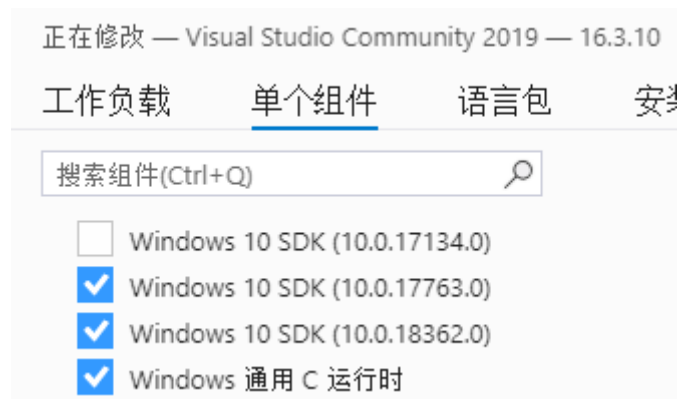 正在修改 — Visual Studio Community 2019 — 16.3.10
工作负载 单个组件 语言包 安
搜索组件(Ctrl+Q)
Windows 10 SDK (10.0.17134.0)
Windows 10 SDK (10.0.17763.0)
Windows 10 SDK (10.0.18362.0)
Windows 通用 C 运行时